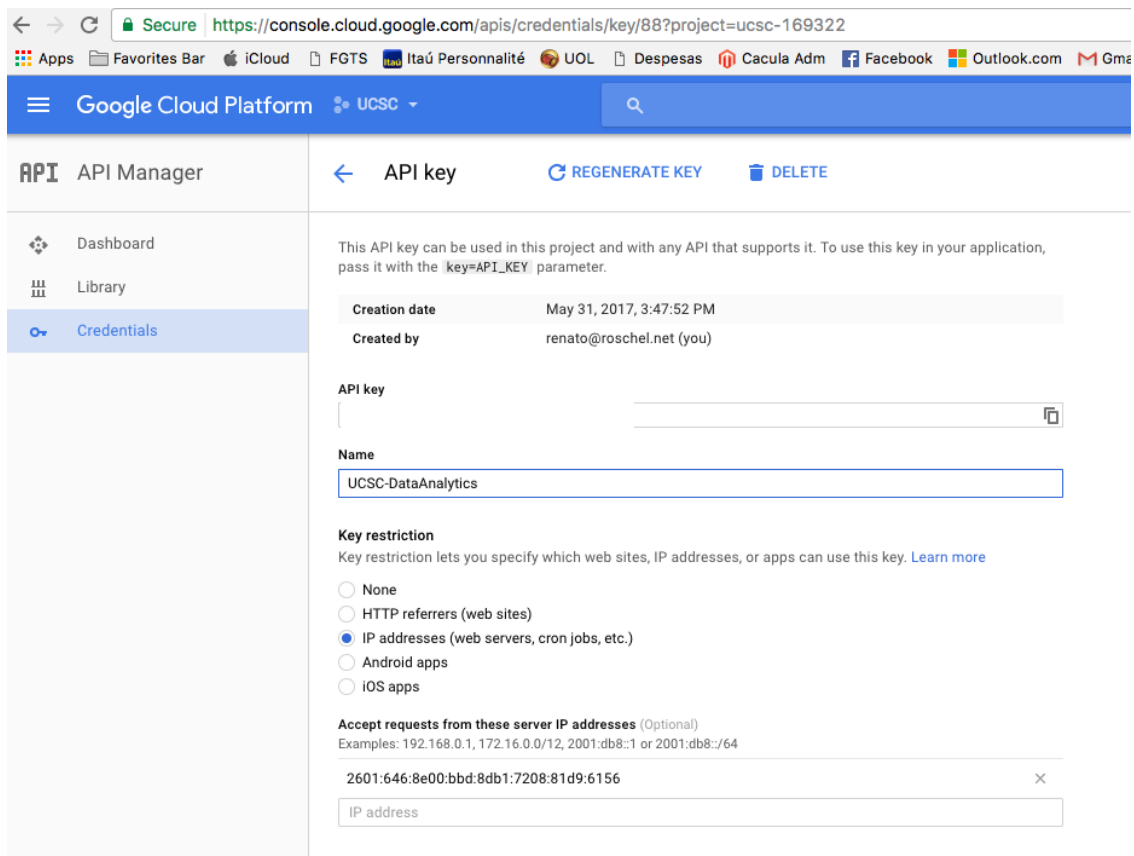 Secure https://console.cloud.google.com/apis/credentials/key/88?project=ucsc-169322
Apps Favorites Bar iCloud FGTS Itaú Personnalité UOL Despesas Cacula Adm Facebook Outlook.com Gma
Google Cloud Platform UCSC
API API Manager
API key REGENERATE KEY DELETE
Dashboard
Library
Credentials
This API key can be used in this project and with any API that supports it. To use this key in your application,
pass it with the key=API_KEY parameter.
Creation date May 31, 2017, 3:47:52 PM
Created by renato@roschel.net (you)
API key
Name
UCSC-DataAnalytics
Key restriction
Key restriction lets you specify which web sites, IP addresses, or apps can use this key. Learn more
None
HTTP referrers (web sites)
IP addresses (web servers, cron jobs, etc.)
Android apps
iOS apps
Accept requests from these server IP addresses (Optional)
Examples: 192.168.0.1, 172.16.0.0/12, 2001:db8::1 or 2001:db8::/64
2601:646:8e00:bbd:8db1:7208:81d9:6156
IP address